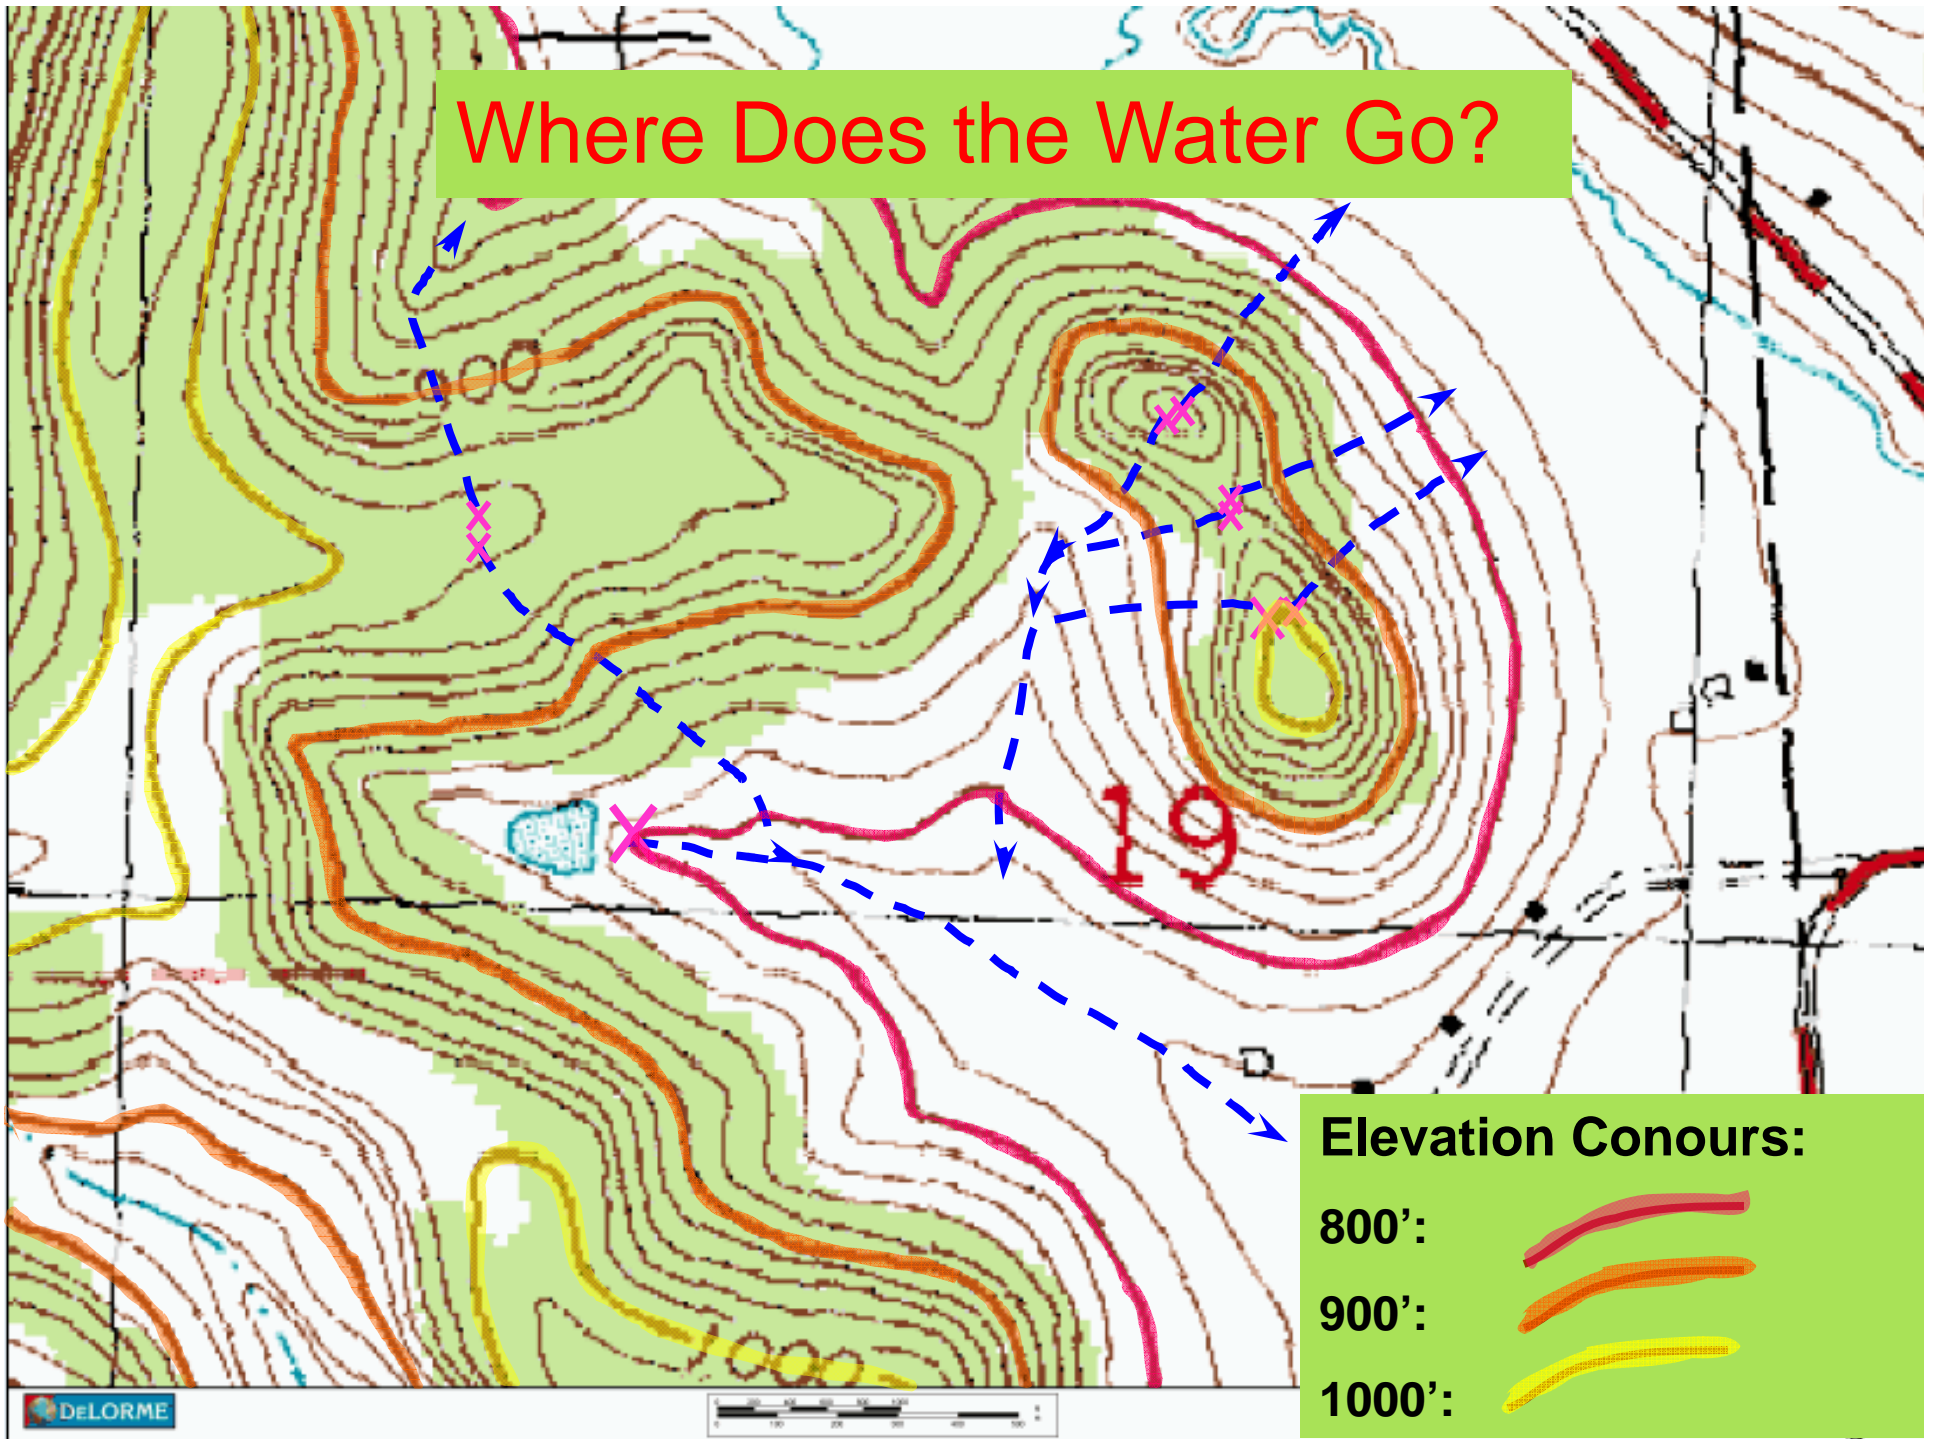 Where Does the Water Go?
19
Elevation Conours:
800’:
900’:
1000’:
DELORME